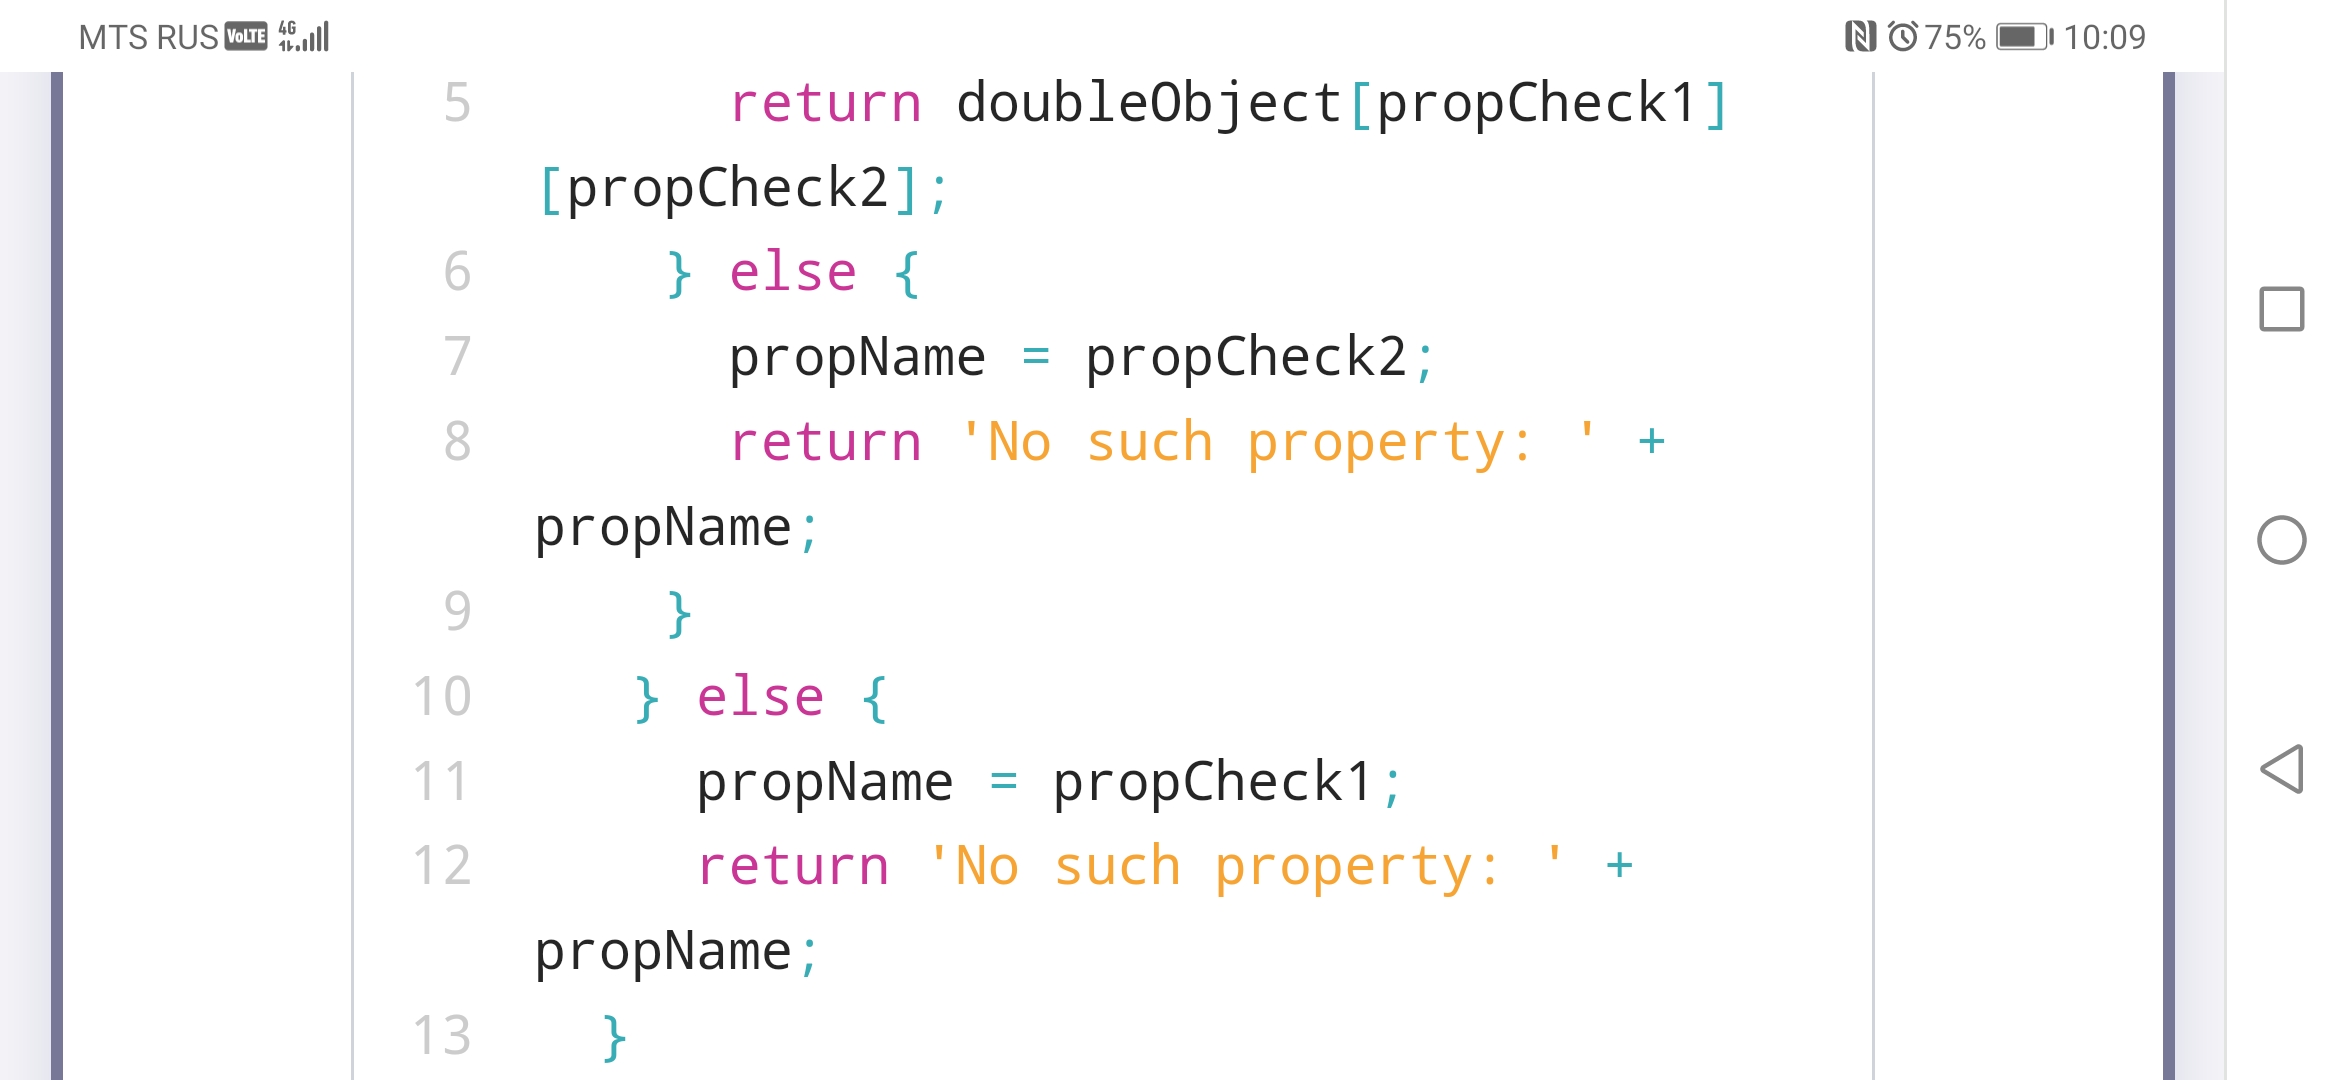 MTS RUS VoLTE 4G 75% 10:09
5 return doubleObject[propCheck1]
[propCheck2];
6 } else {
7 propName = propCheck2;
8 return 'No such property: ' +
propName;
9 }
10 } else {
11 propName = propCheck1;
12 return 'No such property: ' +
propName;
13 }